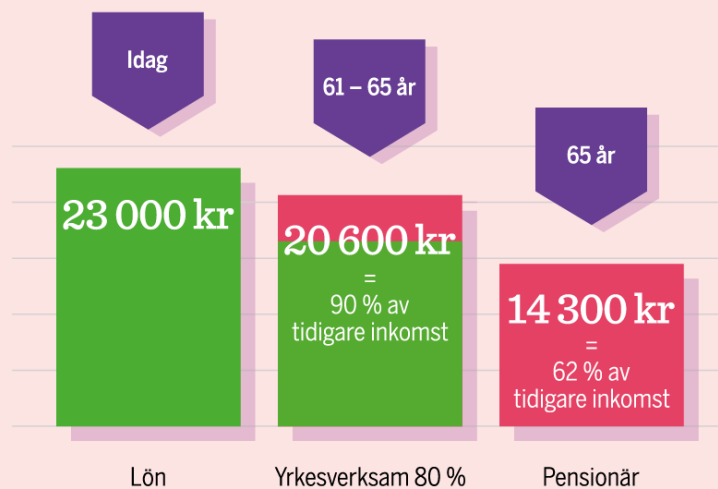 Idag
61 – 65 år
65 år
23 000 kr
20 600 kr
=
90 % av
tidigare inkomst
14 300 kr
=
62 % av
tidigare inkomst
Lön
Yrkesverksam 80 %
Pensionär